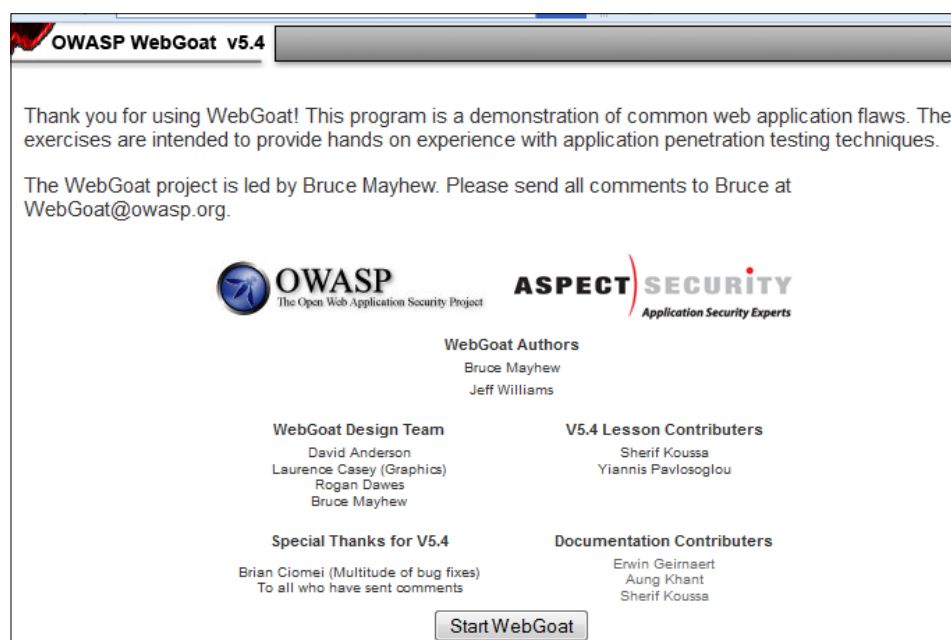 OWASP WebGoat v5.4
Thank you for using WebGoat! This program is a demonstration of common web application flaws. The
exercises are intended to provide hands on experience with application penetration testing techniques.
The WebGoat project is led by Bruce Mayhew. Please send all comments to Bruce at
WebGoat@owasp.org.
OWASP
The Open Web Application Security Project
ASPECT SECURITY
Application Security Experts
WebGoat Authors
Bruce Mayhew
Jeff Williams
WebGoat Design Team
David Anderson
Laurence Casey (Graphics)
Rogan Dawes
Bruce Mayhew
V5.4 Lesson Contributers
Sherif Koussa
Yiannis Pavlosoglou
Special Thanks for V5.4
Brian Ciomei (Multitude of bug fixes)
To all who have sent comments
Documentation Contributers
Erwin Geirnaert
Aung Khant
Sherif Koussa
Start WebGoat